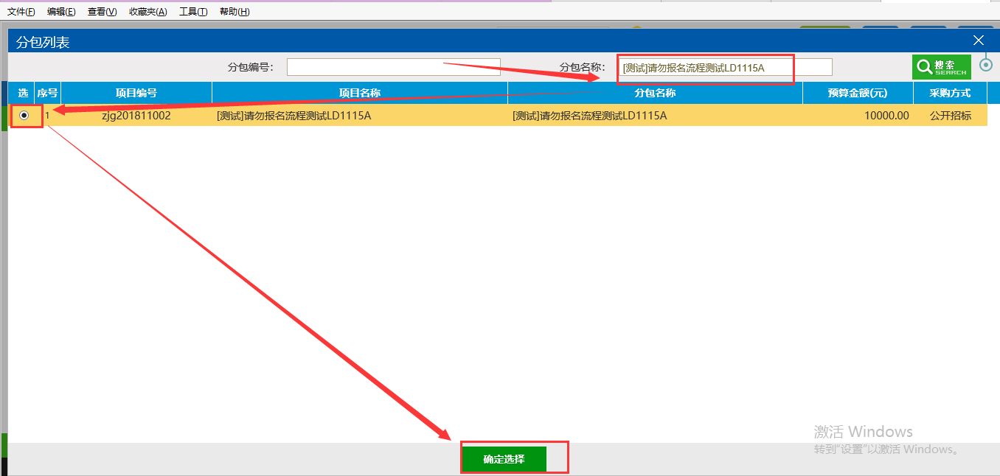 文件(F) 编辑(E) 查看(V) 收藏夹(A) 工具(T) 帮助(H)
分包列表
分包编号： 分包名称： [测试]请勿报名流程测试LD1115A 搜索 SEARCH
选 序号 项目编号 项目名称 分包名称 预算金额(元) 采购方式
1 zjg201811002 [测试]请勿报名流程测试LD1115A [测试]请勿报名流程测试LD1115A 10000.00 公开招标
激活 Windows
转到"设置"以激活 Windows。
确定选择